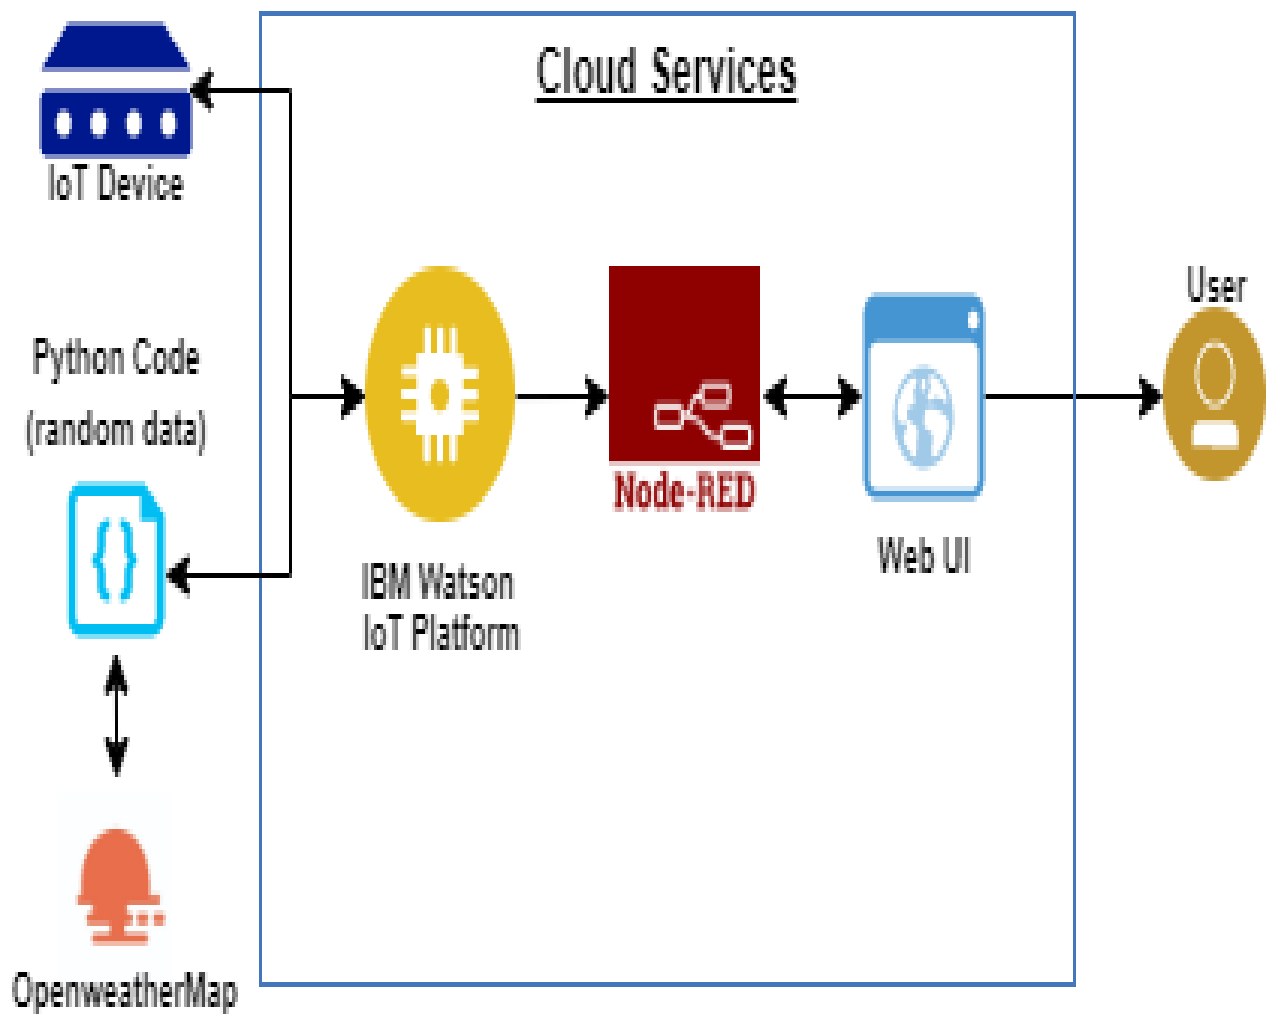 Cloud Services
IoT Device
User
Python Code
(random data)
Node-RED
Web UI
IBM Watson
IoT Platform
OpenweatherMap